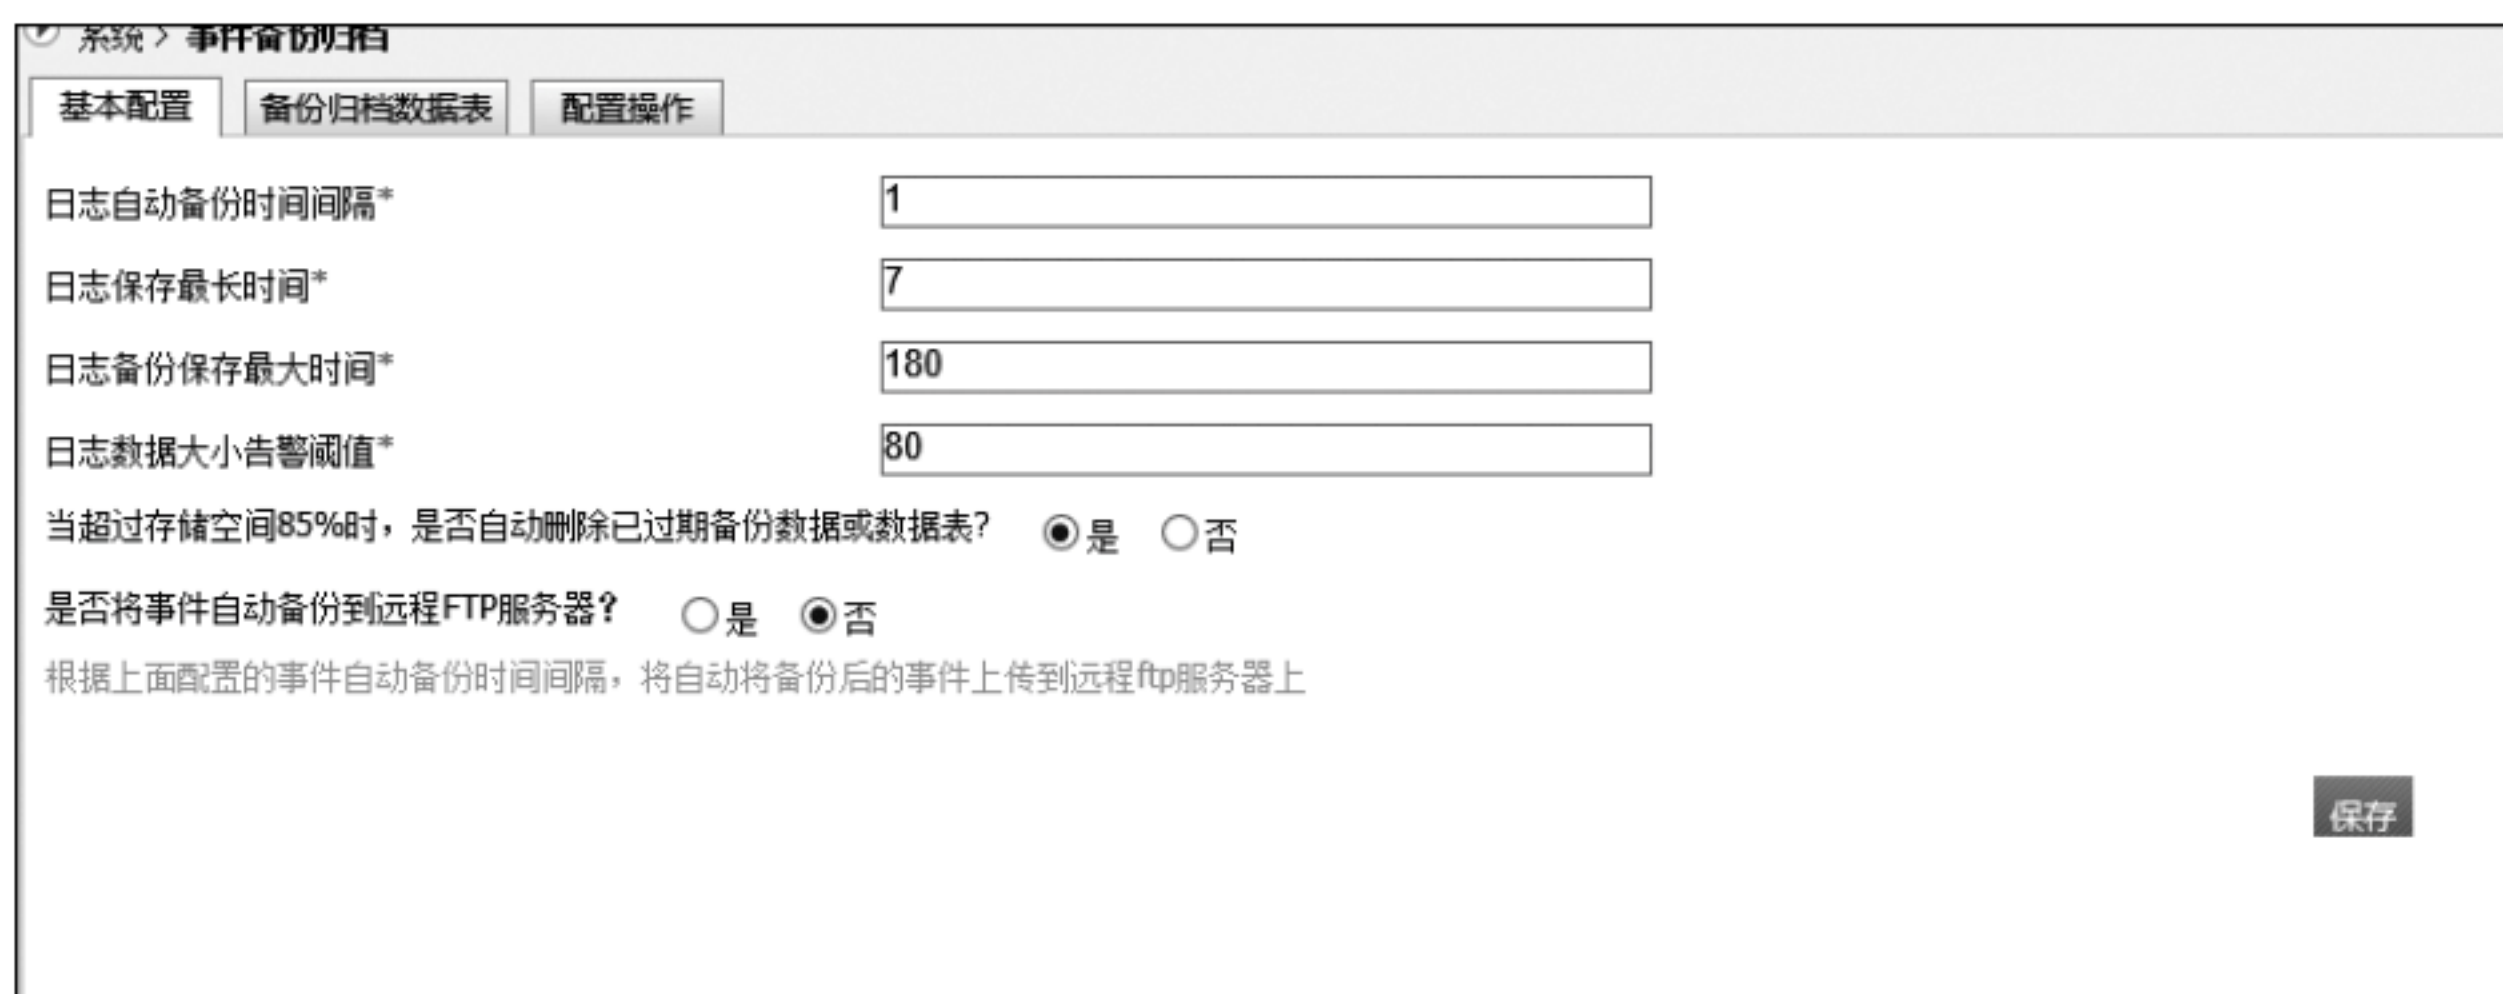 系统 > 事件备份归档
基本配置 备份归档数据表 配置操作
日志自动备份时间间隔* 1
日志保存最长时间* 7
日志备份保存最大时间* 180
日志数据大小告警阈值* 80
当超过存储空间85%时，是否自动删除已过期备份数据或数据表? 是 否
是否将事件自动备份到远程FTP服务器? 是 否
根据上面配置的事件自动备份时间间隔，将自动将备份后的事件上传到远程ftp服务器上
保存